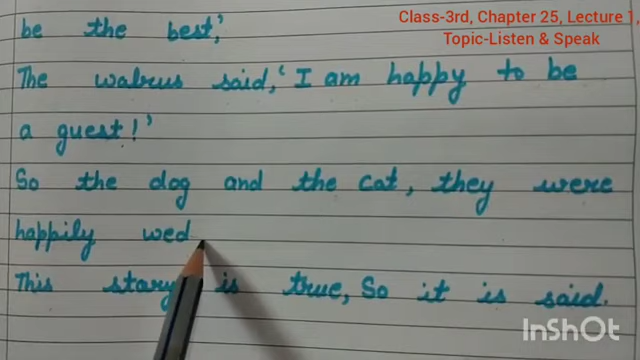 Class-3rd, Chapter 25, Lecture 1,
Topic-Listen & Speak
be the best,'
The walrus said, 'I am happy to be
a guest!'
So the dog and the cat, they were
happily wed
This stary is true, So it is said.
InShOt